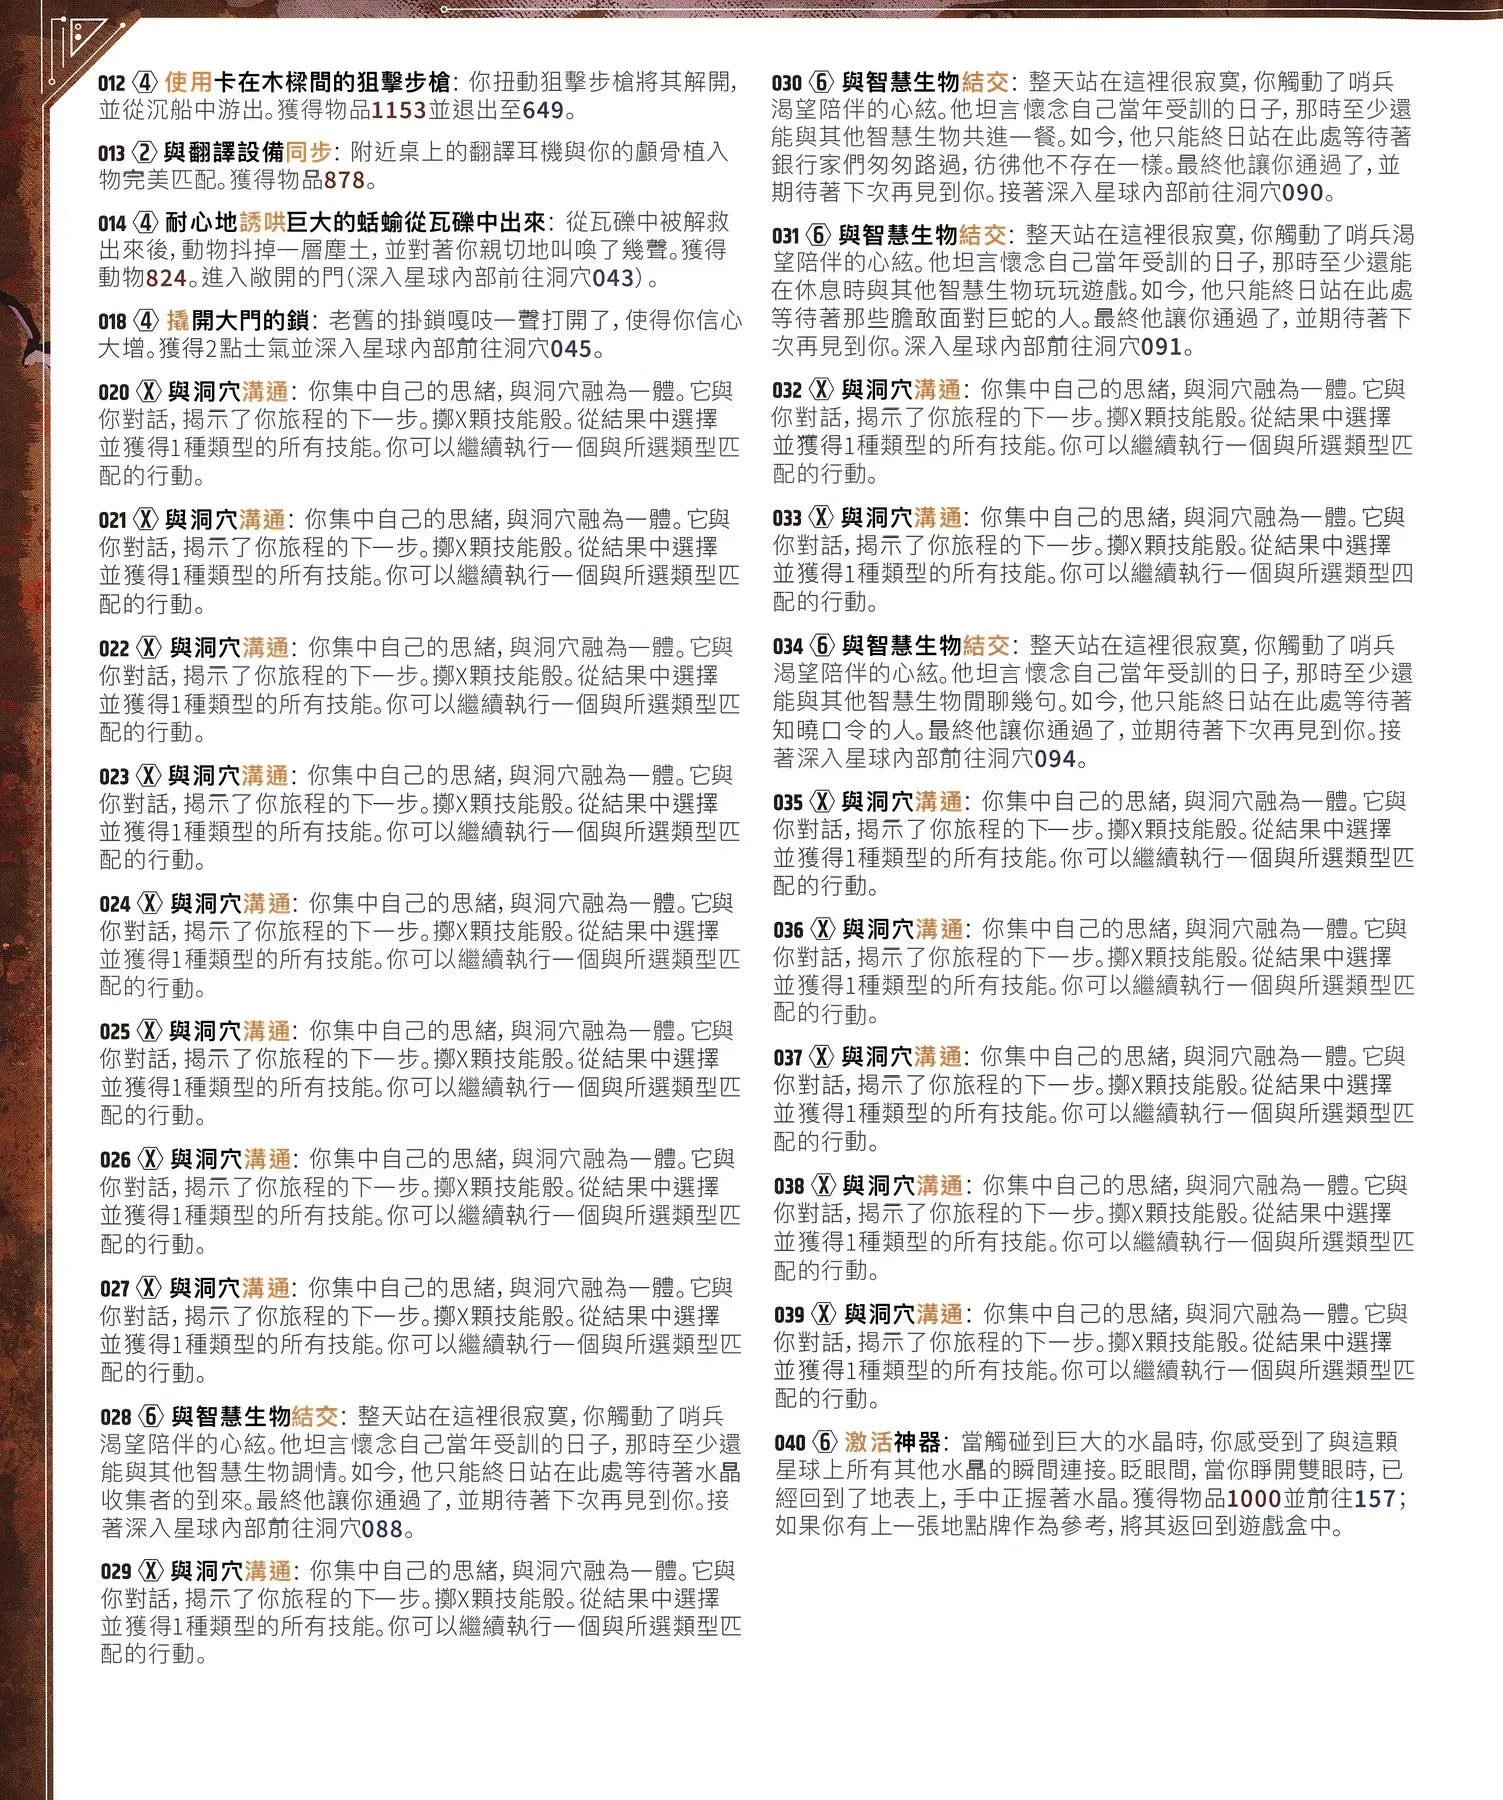 012 4 使用卡在木樑間的狙擊步槍：你扭動狙擊步槍將其解開，
並從沉船中游出。獲得物品1153並退出至649。
013 2 與翻譯設備同步：附近桌上的翻譯耳機與你的顱骨植入
物完美匹配。獲得物品878。
014 4 耐心地誘哄巨大的蛞蝓從瓦礫中出來：從瓦礫中被解救
出來後，動物抖掉一層塵土，並對著你親切地叫喚了幾聲。獲得
動物824。進入敞開的門（深入星球內部前往洞穴043）。
018 4 撬開大門的鎖：老舊的掛鎖嘎吱一聲打開了，使得你信心
大增。獲得2點士氣並深入星球內部前往洞穴045。
020 X 與洞穴溝通：你集中自己的思緒，與洞穴融為一體。它與
你對話，揭示了你旅程的下一步。擲X顆技能骰。從結果中選擇
並獲得1種類型的所有技能。你可以繼續執行一個與所選類型匹
配的行動。
021 X 與洞穴溝通：你集中自己的思緒，與洞穴融為一體。它與
你對話，揭示了你旅程的下一步。擲X顆技能骰。從結果中選擇
並獲得1種類型的所有技能。你可以繼續執行一個與所選類型匹
配的行動。
022 X 與洞穴溝通：你集中自己的思緒，與洞穴融為一體。它與
你對話，揭示了你旅程的下一步。擲X顆技能骰。從結果中選擇
並獲得1種類型的所有技能。你可以繼續執行一個與所選類型匹
配的行動。
023 X 與洞穴溝通：你集中自己的思緒，與洞穴融為一體。它與
你對話，揭示了你旅程的下一步。擲X顆技能骰。從結果中選擇
並獲得1種類型的所有技能。你可以繼續執行一個與所選類型匹
配的行動。
024 X 與洞穴溝通：你集中自己的思緒，與洞穴融為一體。它與
你對話，揭示了你旅程的下一步。擲X顆技能骰。從結果中選擇
並獲得1種類型的所有技能。你可以繼續執行一個與所選類型匹
配的行動。
025 X 與洞穴溝通：你集中自己的思緒，與洞穴融為一體。它與
你對話，揭示了你旅程的下一步。擲X顆技能骰。從結果中選擇
並獲得1種類型的所有技能。你可以繼續執行一個與所選類型匹
配的行動。
026 X 與洞穴溝通：你集中自己的思緒，與洞穴融為一體。它與
你對話，揭示了你旅程的下一步。擲X顆技能骰。從結果中選擇
並獲得1種類型的所有技能。你可以繼續執行一個與所選類型匹
配的行動。
027 X 與洞穴溝通：你集中自己的思緒，與洞穴融為一體。它與
你對話，揭示了你旅程的下一步。擲X顆技能骰。從結果中選擇
並獲得1種類型的所有技能。你可以繼續執行一個與所選類型匹
配的行動。
028 6 與智慧生物結交：整天站在這裡很寂寞，你觸動了哨兵
渴望陪伴的心絃。他坦言懷念自己當年受訓的日子，那時至少還
能與其他智慧生物調情。如今，他只能終日站在此處等待著水晶
收集者的到來。最終他讓你通過了，並期待著下次再見到你。接
著深入星球內部前往洞穴088。
029 X 與洞穴溝通：你集中自己的思緒，與洞穴融為一體。它與
你對話，揭示了你旅程的下一步。擲X顆技能骰。從結果中選擇
並獲得1種類型的所有技能。你可以繼續執行一個與所選類型匹
配的行動。
030 6 與智慧生物結交：整天站在這裡很寂寞，你觸動了哨兵
渴望陪伴的心絃。他坦言懷念自己當年受訓的日子，那時至少還
能與其他智慧生物共進一餐。如今，他只能終日站在此處等待著
銀行家們匆匆路過，彷彿他不存在一樣。最終他讓你通過了，並
期待著下次再見到你。接著深入星球內部前往洞穴090。
031 6 與智慧生物結交：整天站在這裡很寂寞，你觸動了哨兵渴
望陪伴的心絃。他坦言懷念自己當年受訓的日子，那時至少還能
在休息時與其他智慧生物玩玩遊戲。如今，他只能終日站在此處
等待著那些膽敢面對巨蛇的人。最終他讓你通過了，並期待著下
次再見到你。深入星球內部前往洞穴091。
032 X 與洞穴溝通：你集中自己的思緒，與洞穴融為一體。它與
你對話，揭示了你旅程的下一步。擲X顆技能骰。從結果中選擇
並獲得1種類型的所有技能。你可以繼續執行一個與所選類型匹
配的行動。
033 X 與洞穴溝通：你集中自己的思緒，與洞穴融為一體。它與
你對話，揭示了你旅程的下一步。擲X顆技能骰。從結果中選擇
並獲得1種類型的所有技能。你可以繼續執行一個與所選類型四
配的行動。
034 6 與智慧生物結交：整天站在這裡很寂寞，你觸動了哨兵
渴望陪伴的心絃。他坦言懷念自己當年受訓的日子，那時至少還
能與其他智慧生物閒聊幾句。如今，他只能終日站在此處等待著
知曉口令的人。最終他讓你通過了，並期待著下次再見到你。接
著深入星球內部前往洞穴094。
035 X 與洞穴溝通：你集中自己的思緒，與洞穴融為一體。它與
你對話，揭示了你旅程的下一步。擲X顆技能骰。從結果中選擇
並獲得1種類型的所有技能。你可以繼續執行一個與所選類型匹
配的行動。
036 X 與洞穴溝通：你集中自己的思緒，與洞穴融為一體。它與
你對話，揭示了你旅程的下一步。擲X顆技能骰。從結果中選擇
並獲得1種類型的所有技能。你可以繼續執行一個與所選類型匹
配的行動。
037 X 與洞穴溝通：你集中自己的思緒，與洞穴融為一體。它與
你對話，揭示了你旅程的下一步。擲X顆技能骰。從結果中選擇
並獲得1種類型的所有技能。你可以繼續執行一個與所選類型匹
配的行動。
038 X 與洞穴溝通：你集中自己的思緒，與洞穴融為一體。它與
你對話，揭示了你旅程的下一步。擲X顆技能骰。從結果中選擇
並獲得1種類型的所有技能。你可以繼續執行一個與所選類型匹
配的行動。
039 X 與洞穴溝通：你集中自己的思緒，與洞穴融為一體。它與
你對話，揭示了你旅程的下一步。擲X顆技能骰。從結果中選擇
並獲得1種類型的所有技能。你可以繼續執行一個與所選類型匹
配的行動。
040 6 激活神器：當觸碰到巨大的水晶時，你感受到了與這顆
星球上所有其他水晶的瞬間連接。眨眼間，當你睜開雙眼時，已
經回到了地表上，手中正握著水晶。獲得物品1000並前往157；
如果你有上一張地點牌作為參考，將其返回到遊戲盒中。